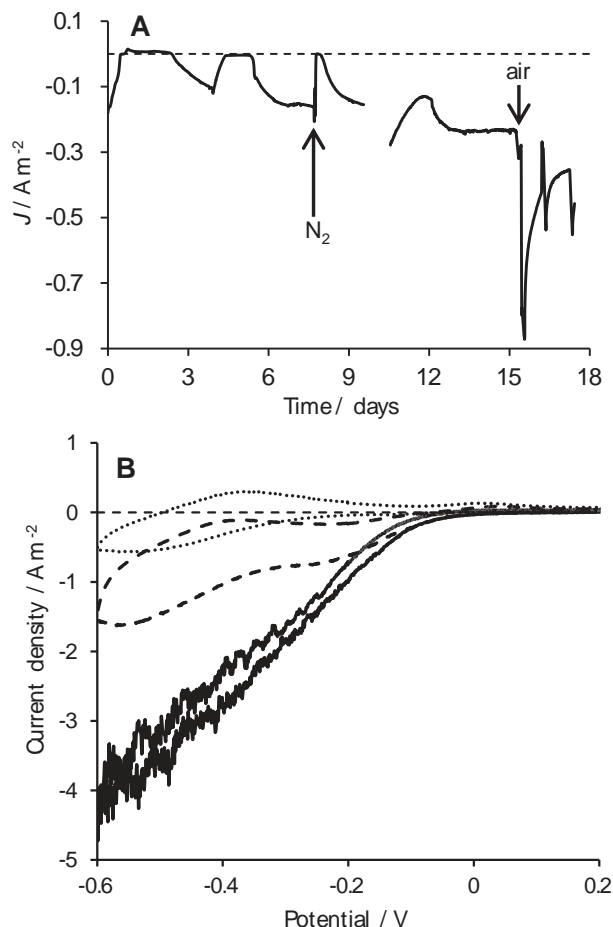 A
0.1
-0.1
-0.3
-0.5
-0.7
-0.9
J / A m-2
N2
air
0 3 6 9 12 15 18
Time / days
B
1
0
-1
-2
-3
-4
-5
Current density / A m-2
-0.6 -0.4 -0.2 0 0.2
Potential / V